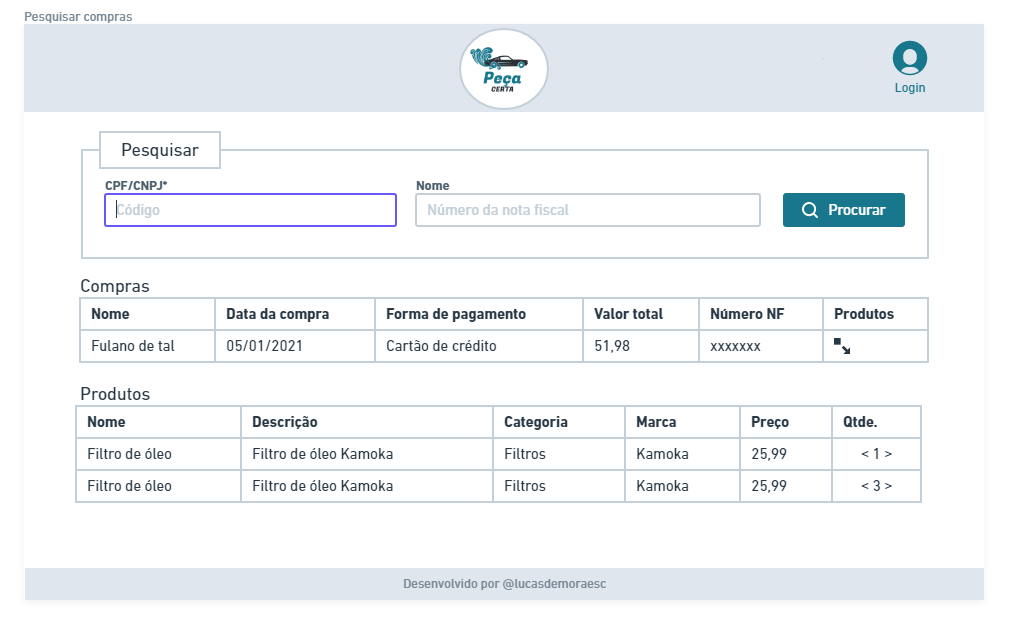 Pesquisar compras
Peça
CERTA
Login
Pesquisar
CPF/CNPJ* Nome
Código Número da nota fiscal Procurar
Compras
Nome Data da compra Forma de pagamento Valor total Número NF Produtos
Fulano de tal 05/01/2021 Cartão de crédito 51,98 xxxxxxx
Produtos
Nome Descrição Categoria Marca Preço Qtde.
Filtro de óleo Filtro de óleo Kamoka Filtros Kamoka 25,99 < 1 >
Filtro de óleo Filtro de óleo Kamoka Filtros Kamoka 25,99 < 3 >
Desenvolvido por @lucasdemoraesc